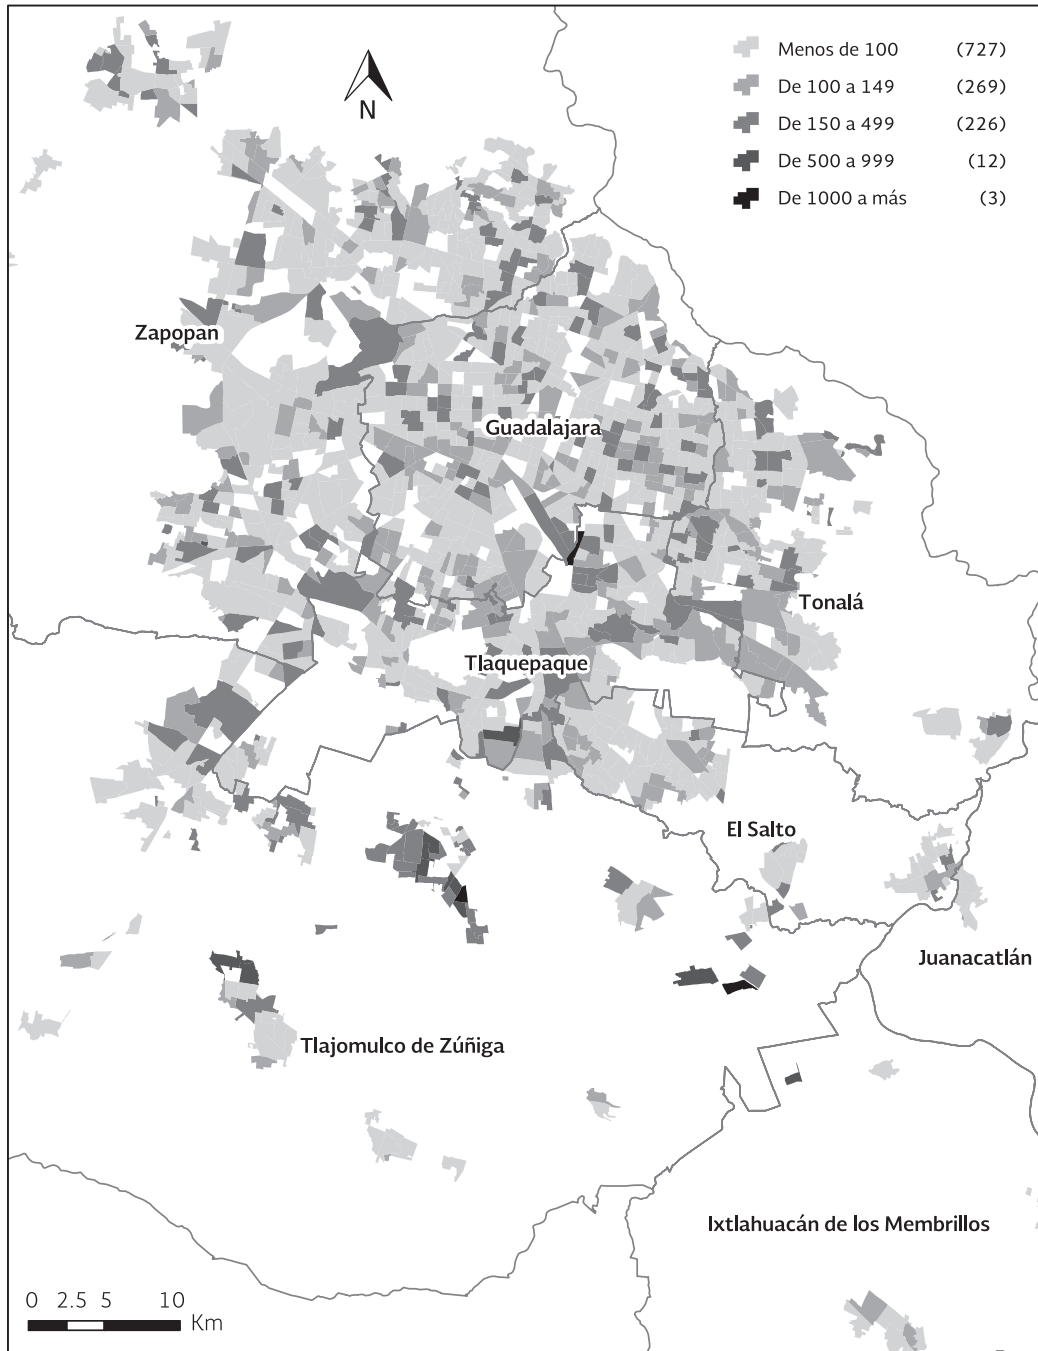 Menos de 100 (727)
De 100 a 149 (269)
De 150 a 499 (226)
De 500 a 999 (12)
De 1000 a más (3)
N
Zapopan
Guadalajara
Tonalá
Tlaquepaque
El Salto
Juanacatlán
Tlajomulco de Zúñiga
Ixtlahuacán de los Membrillos
0 2.5 5 10
Km